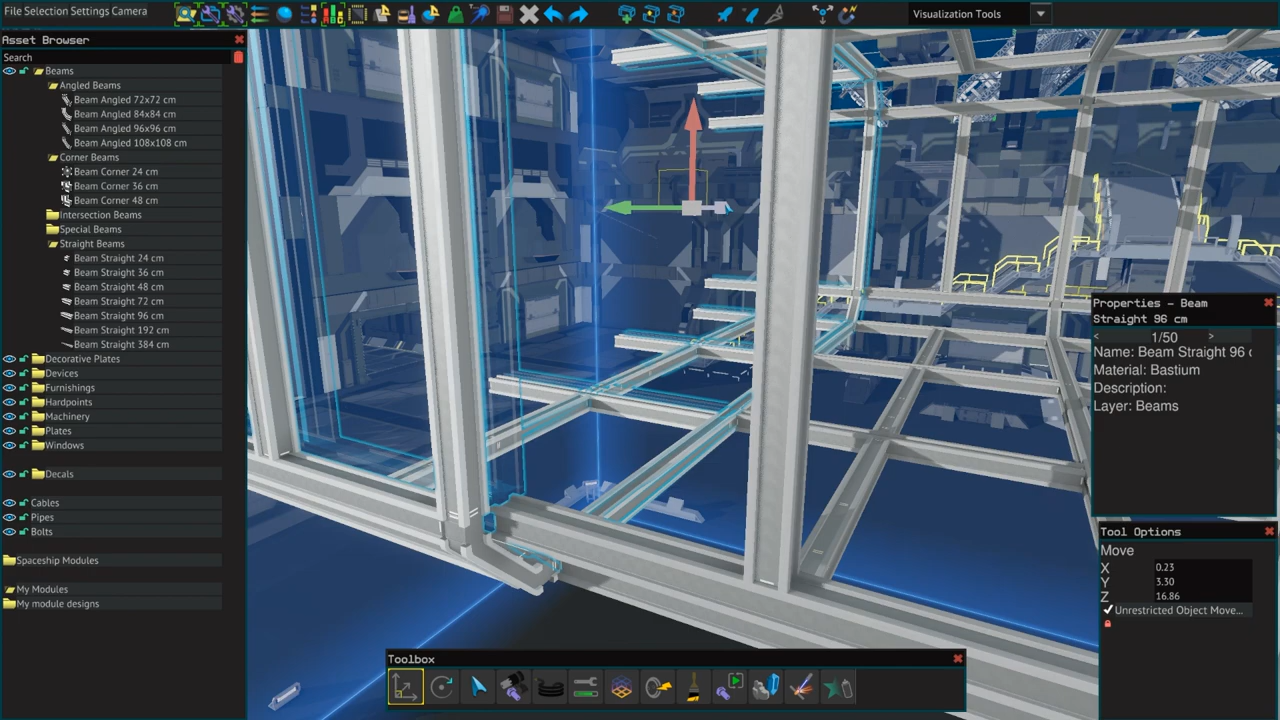 File Selection Settings Camera
Visualization Tools
Asset Browser
Search
Beams
Angled Beams
Beam Angled 72x72 cm
Beam Angled 84x84 cm
Beam Angled 96x96 cm
Beam Angled 108x108 cm
Corner Beams
Beam Corner 24 cm
Beam Corner 36 cm
Beam Corner 48 cm
Intersection Beams
Special Beams
Straight Beams
Beam Straight 24 cm
Beam Straight 36 cm
Beam Straight 48 cm
Beam Straight 72 cm
Beam Straight 96 cm
Beam Straight 192 cm
Beam Straight 384 cm
Decorative Plates
Devices
Furnishings
Hardpoints
Machinery
Plates
Windows
Decals
Cables
Pipes
Bolts
Spaceship Modules
My Modules
My module designs
Properties - Beam
Straight 96 cm
< 1/50 >
Name: Beam Straight 96 c
Material: Bastium
Description:
Layer: Beams
Tool Options
Move
X 0.23
Y 3.30
Z 16.86
Unrestricted Object Move...
Toolbox